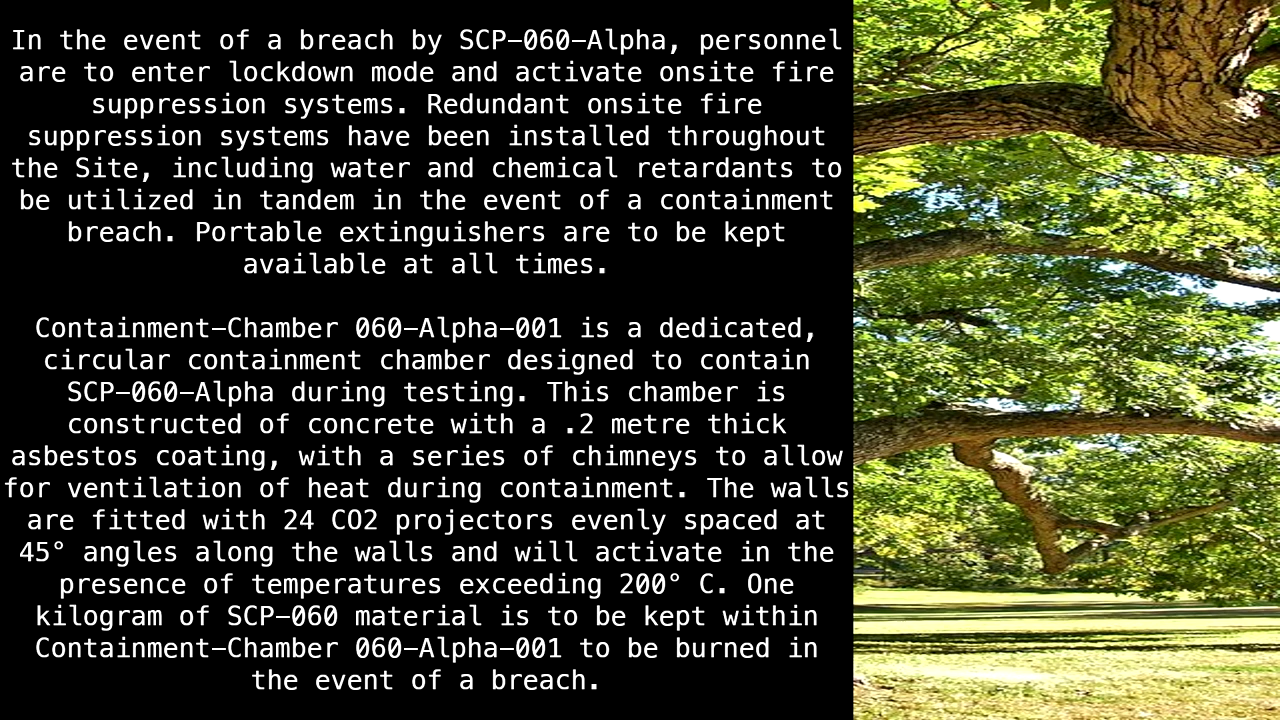 In the event of a breach by SCP-060-Alpha, personnel
are to enter lockdown mode and activate onsite fire
suppression systems. Redundant onsite fire
suppression systems have been installed throughout
the Site, including water and chemical retardants to
be utilized in tandem in the event of a containment
breach. Portable extinguishers are to be kept
available at all times.
Containment-Chamber 060-Alpha-001 is a dedicated,
circular containment chamber designed to contain
SCP-060-Alpha during testing. This chamber is
constructed of concrete with a .2 metre thick
asbestos coating, with a series of chimneys to allow
for ventilation of heat during containment. The walls
are fitted with 24 CO2 projectors evenly spaced at
45° angles along the walls and will activate in the
presence of temperatures exceeding 200° C. One
kilogram of SCP-060 material is to be kept within
Containment-Chamber 060-Alpha-001 to be burned in
the event of a breach.